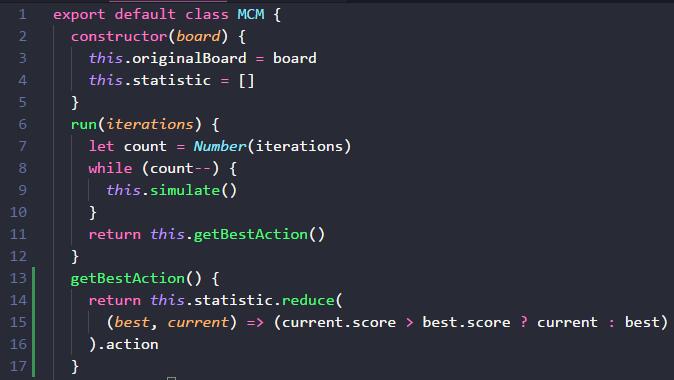 1 export default class MCM {
2   constructor(board) {
3     this.originalBoard = board
4     this.statistic = []
5   }
6   run(iterations) {
7     let count = Number(iterations)
8     while (count--) {
9       this.simulate()
10     }
11     return this.getBestAction()
12   }
13   getBestAction() {
14     return this.statistic.reduce(
15       (best, current) => (current.score > best.score ? current : best)
16     ).action
17   }